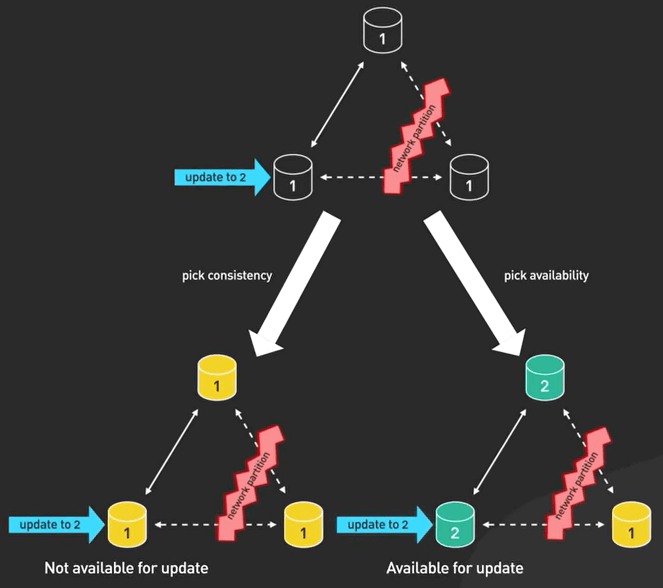 1
network partition
update to 2
1
1
pick consistency
pick availability
1
2
network partition
network partition
update to 2
1
1
update to 2
2
1
Not available for update
Available for update